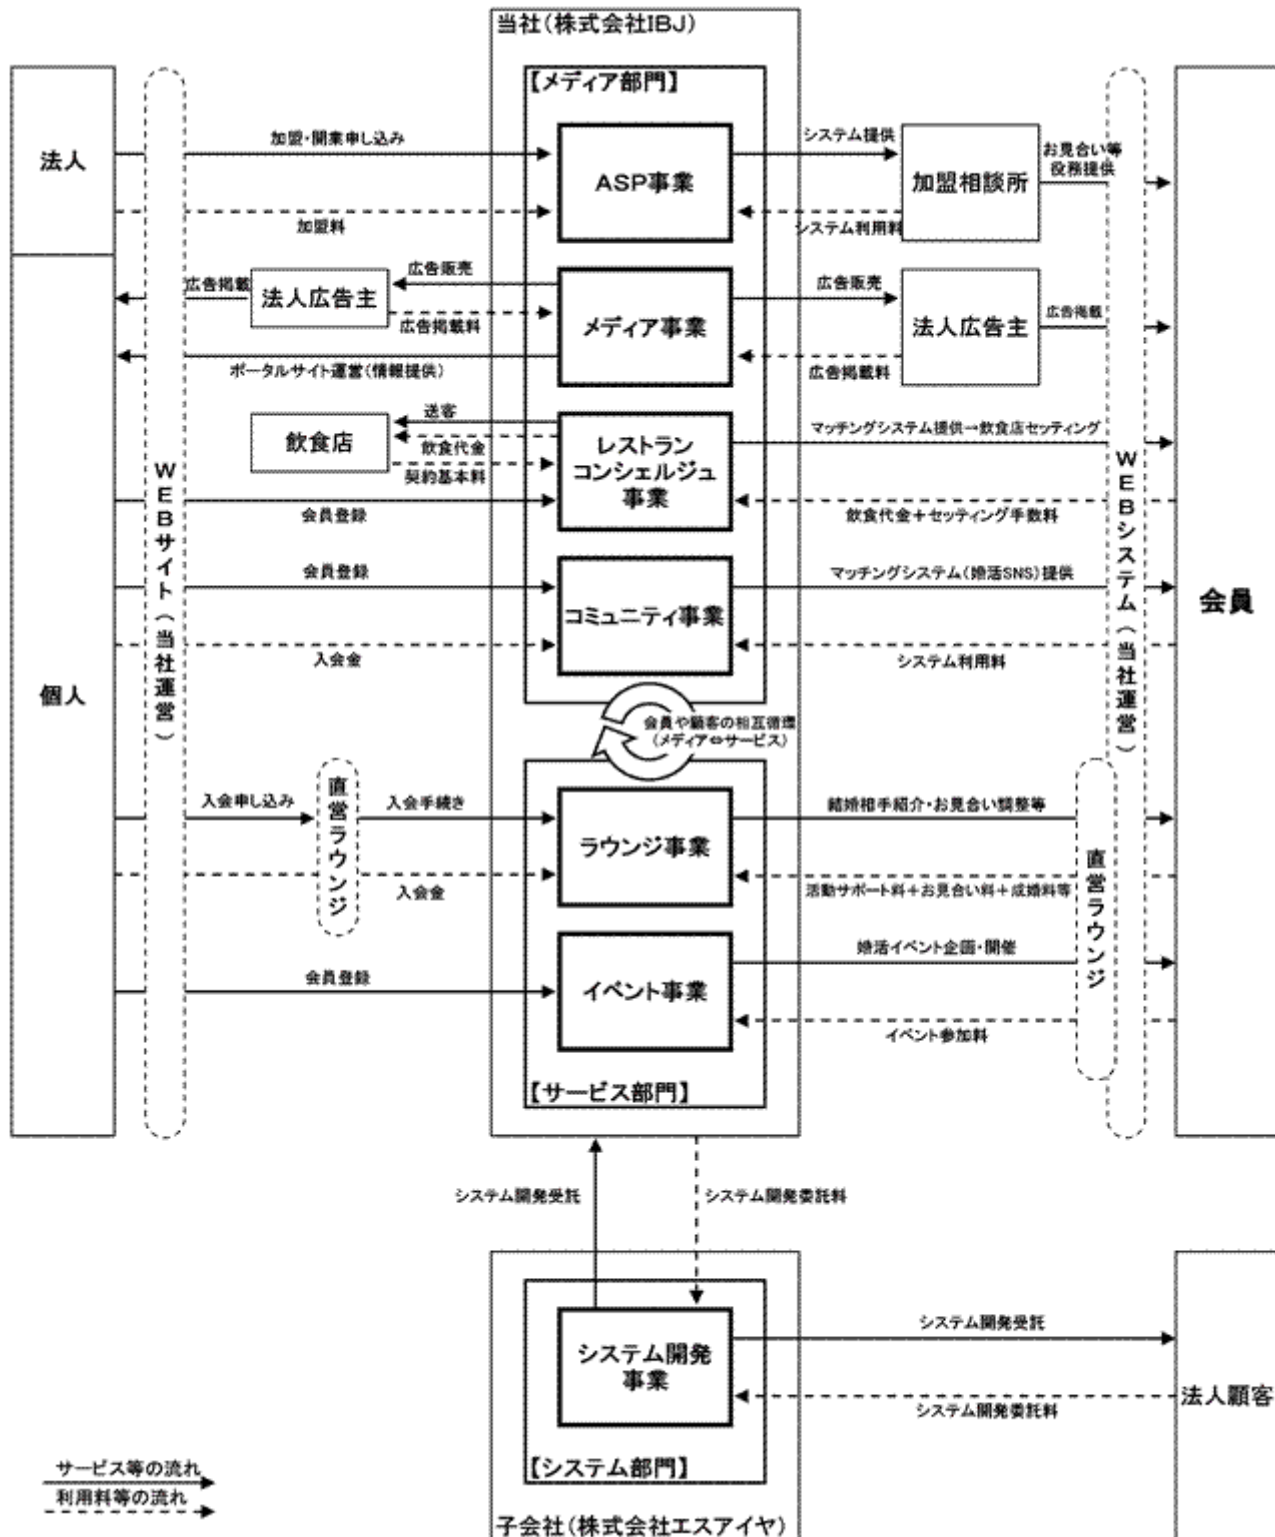 当社(株式会社IBJ)
【メディア部門】
法人
加盟・開業申し込み
加盟料
ASP事業
システム提供
システム利用料
加盟相談所
お見合い等
役務提供
広告掲載
法人広告主
広告販売
広告掲載料
メディア事業
広告販売
広告掲載料
法人広告主
広告掲載
ポータルサイト運営(情報提供)
飲食店
送客
飲食代金
契約基本料
会員登録
レストラン
コンシェルジュ
事業
マッチングシステム提供→飲食店セッティング
飲食代金+セッティング手数料
WEBサイト(当社運営)
WEBシステム(当社運営)
会員
会員登録
入会金
コミュニティ事業
マッチングシステム(婚活SNS)提供
システム利用料
個人
会員や顧客の相互循環
(メディア⇔サービス)
入会申し込み
直営ラウンジ
入会手続き
入会金
ラウンジ事業
結婚相手紹介・お見合い調整等
活動サポート料+お見合い料+成婚料等
直営ラウンジ
会員登録
イベント事業
婚活イベント企画・開催
イベント参加料
【サービス部門】
システム開発受託
システム開発委託料
システム開発
事業
システム開発受託
システム開発委託料
法人顧客
【システム部門】
子会社(株式会社エスアイヤ)
サービス等の流れ
利用料等の流れ